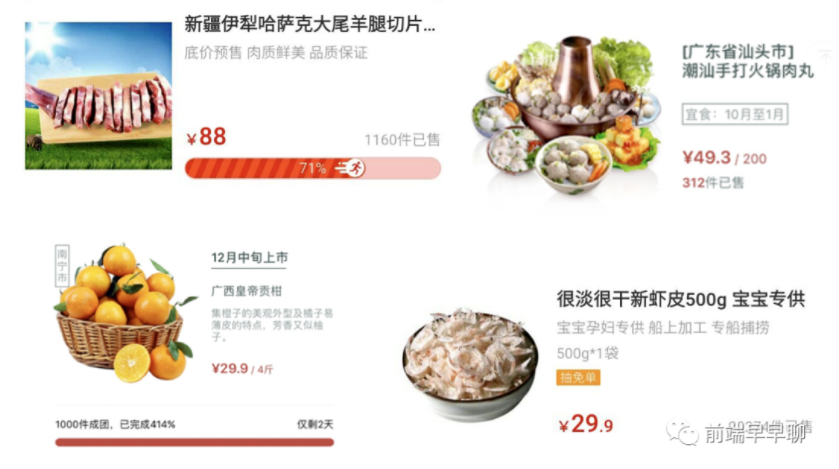 新疆伊犁哈萨克大尾羊腿切片...
底价预售 肉质鲜美 品质保证
¥88
1160件已售
71%
[广东省汕头市]
潮汕手打火锅肉丸
宜食：10月至1月
¥49.3 / 200
312件已售
南宁市
12月中旬上市
广西皇帝贡柑
集橙子的美观外型及橘子易
薄皮的特点，芳香又似柚
子。
¥29.9 / 4斤
1000件成团，已完成414%
仅剩2天
很淡很干新虾皮500g 宝宝专供
宝宝孕妇专供 船上加工 专船捕捞
500g*1袋
抽免单
¥29.9
件已售
前端早早聊